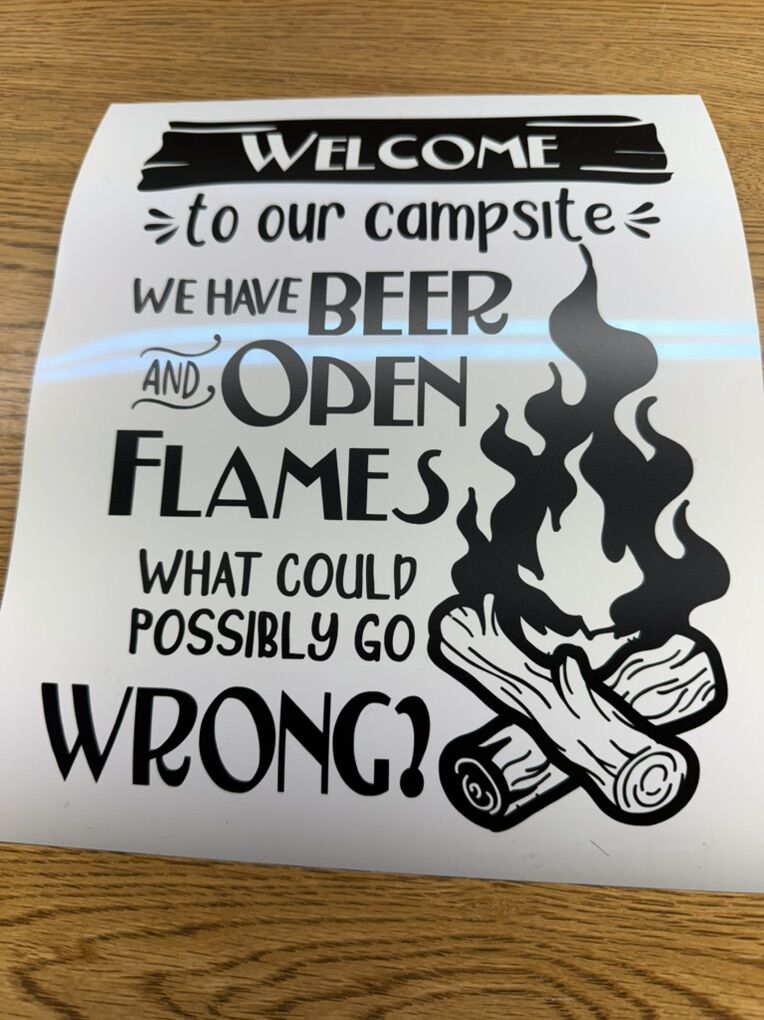 WELCOME
to our campsite
WE HAVE BEER
AND OPEN
FLAMES
WHAT COULD
POSSIBLY GO
WRONG?